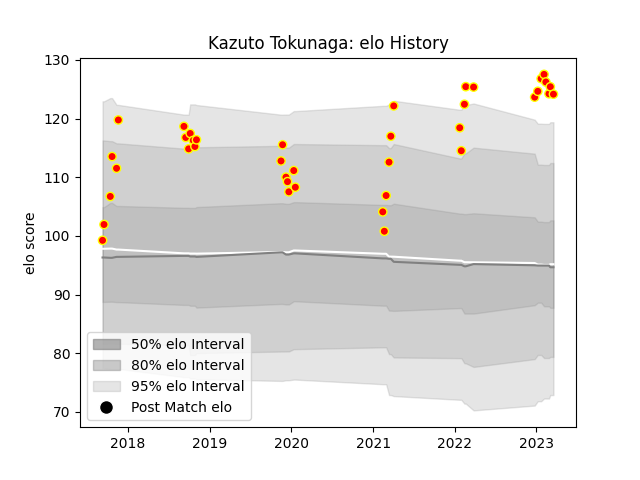 Kazuto Tokunaga: elo History
elo score
130
120
110
100
90
80
70
50% elo Interval
80% elo Interval
95% elo Interval
Post Match elo
2018
2019
2020
2021
2022
2023